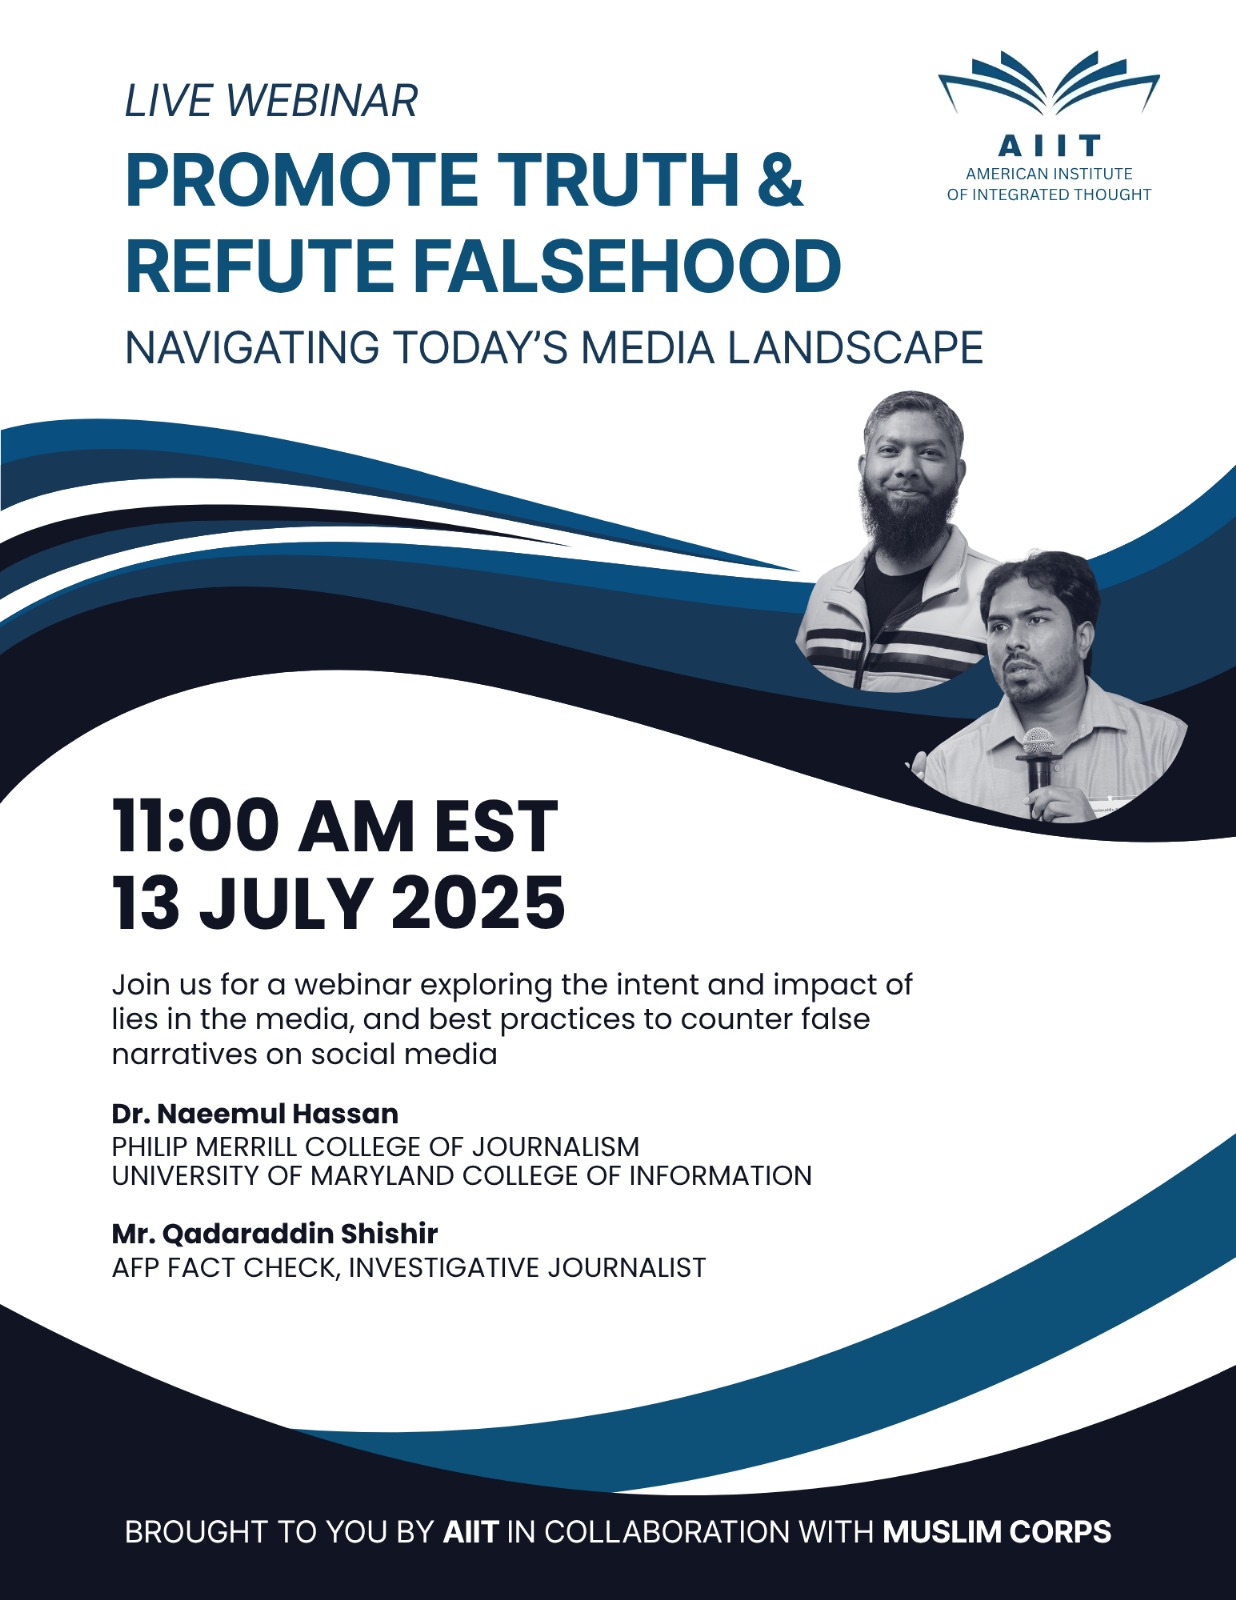 LIVE WEBINAR
PROMOTE TRUTH &
REFUTE FALSEHOOD
NAVIGATING TODAY'S MEDIA LANDSCAPE
AIIT
AMERICAN INSTITUTE
OF INTEGRATED THOUGHT
11:00 AM EST
13 JULY 2025
Join us for a webinar exploring the intent and impact of
lies in the media, and best practices to counter false
narratives on social media
Dr. Naeemul Hassan
PHILIP MERRILL COLLEGE OF JOURNALISM
UNIVERSITY OF MARYLAND COLLEGE OF INFORMATION
Mr. Qadaraddin Shishir
AFP FACT CHECK, INVESTIGATIVE JOURNALIST
BROUGHT TO YOU BY AIIT IN COLLABORATION WITH MUSLIM CORPS